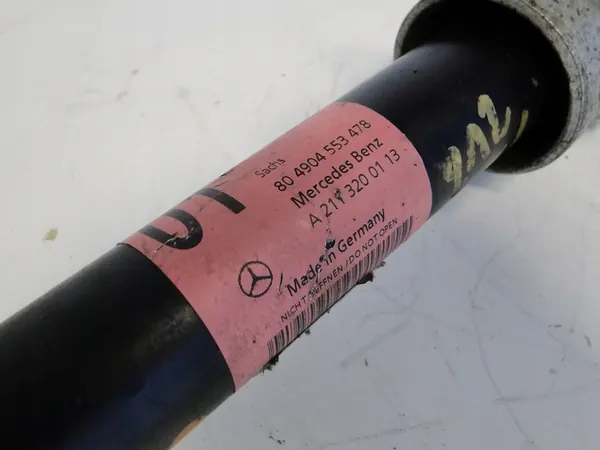 Sachs
80 4904 553 478
Mercedes Benz
A 211 320 01 13
Made in Germany
NICHT ÖFFNEN / DO NOT OPEN